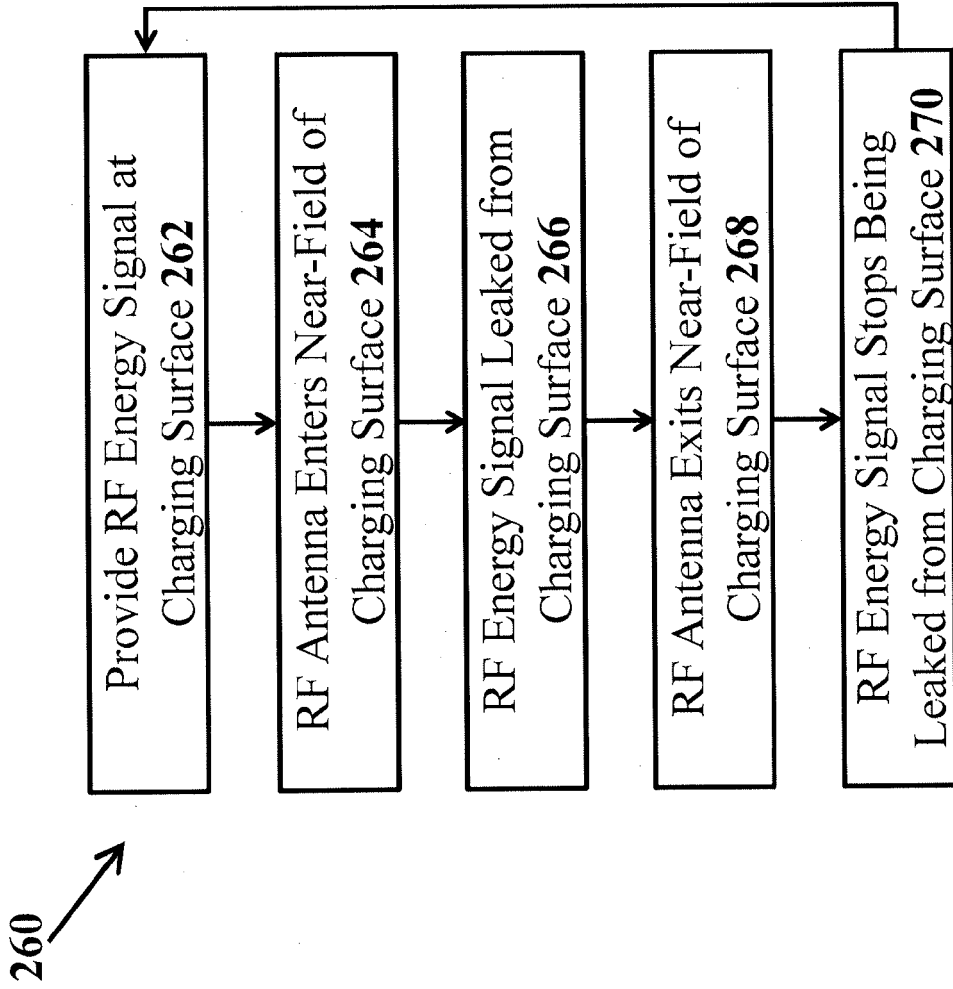 260
Provide RF Energy Signal at
Charging Surface 262
RF Antenna Enters Near-Field of
Charging Surface 264
RF Energy Signal Leaked from
Charging Surface 266
RF Antenna Exits Near-Field of
Charging Surface 268
RF Energy Signal Stops Being
Leaked from Charging Surface 270